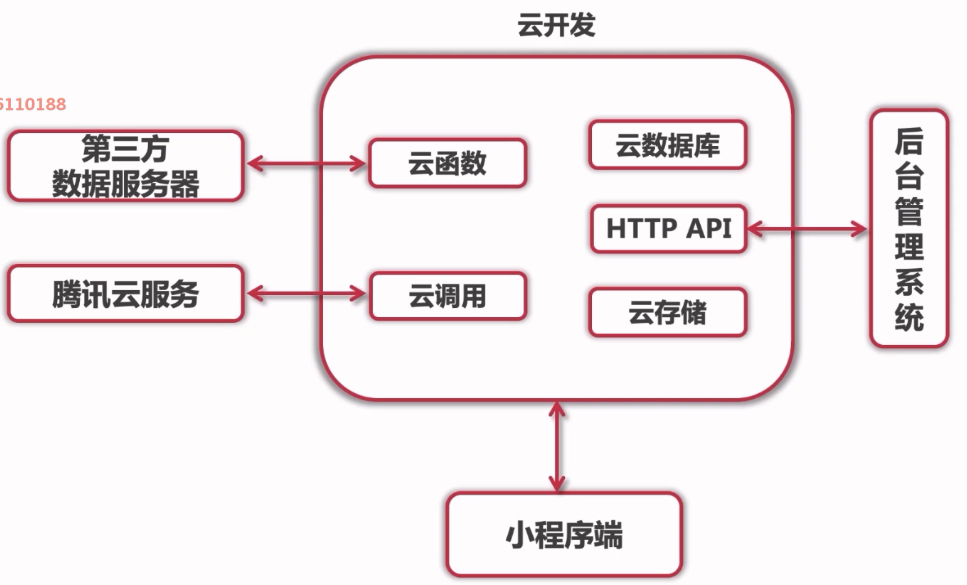 云开发
6110188
第三方
数据服务器
云函数
云数据库
HTTP API
腾讯云服务
云调用
云存储
后台管理系统
小程序端